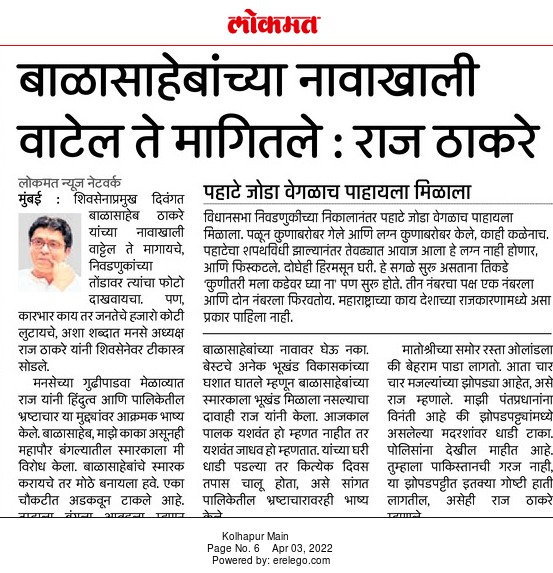 लोकमत
बाळासाहेबांच्या नावाखाली
वाटेल ते मागितले : राज ठाकरे
लोकमत न्यूज नेटवर्क
मुंबई : शिवसेनाप्रमुख दिवंगत
बाळासाहेब ठाकरे
यांच्या नावाखाली
वाट्टेल ते मागायचे,
निवडणुकांच्या
तोंडावर त्यांचा फोटो
दाखवायचा. पण,
कारभार काय तर जनतेचे हजारो कोटी
लुटायचे, अशा शब्दात मनसे अध्यक्ष
राज ठाकरे यांनी शिवसेनेवर टीकास्त्र
सोडले.
मनसेच्या गुढीपाडवा मेळाव्यात
राज यांनी हिंदुत्व आणि पालिकेतील
भ्रष्टाचार या मुद्द्यांवर आक्रमक भाष्य
केले. बाळासाहेब, माझे काका असूनही
महापौर बंगल्यातील स्मारकाला मी
विरोध केला. बाळासाहेबांचे स्मारक
करायचे तर मोठे बनायला हवे. एका
चौकटीत अडकवून टाकले आहे.
पहाटे जोडा वेगळाच पाहायला मिळाला
विधानसभा निवडणुकीच्या निकालानंतर पहाटे जोडा वेगळाच पाहायला
मिळाला. पळून कुणाबरोबर गेले आणि लग्न कुणाबरोबर केले, काही कळेनाच.
पहाटेचा शपथविधी झाल्यानंतर तेवढ्यात आवाज आला हे लग्न नाही होणार,
आणि फिस्कटले. दोघेही हिरमसून घरी. हे सगळे सुरु असताना तिकडे
'कुणीतरी मला कडेवर घ्या ना' पण सुरु होते. तीन नंबरचा पक्ष एक नंबरला
आणि दोन नंबरला फिरवतोय. महाराष्ट्राच्या काय देशाच्या राजकारणामध्ये असा
प्रकार पाहिला नाही.
बाळासाहेबांच्या नावावर घेऊ नका.
बेस्टचे अनेक भूखंड विकासकांच्या
घशात घातले म्हणून बाळासाहेबांच्या
स्मारकाला भूखंड मिळाला नसल्याचा
दावाही राज यांनी केला. आजकाल
पालक यशवंत हो म्हणत नाहीत तर
यशवंत जाधव हो म्हणतात. यांच्या घरी
धाडी पडल्या तर कित्येक दिवस
तपास चालू होता, असे सांगत
पालिकेतील भ्रष्टाचारावरही भाष्य
केले.
मातोश्रीच्या समोर रस्ता ओलांडला
की बेहराम पाडा लागतो. आता चार
चार मजल्यांच्या झोपड्या आहेत, असे
राज म्हणाले. माझी पंतप्रधानांना
विनंती आहे की झोपडपट्ट्यांमध्ये
असलेल्या मदरशांवर धाडी टाका.
पोलिसांना देखील माहीत आहे.
तुम्हाला पाकिस्तानची गरज नाही,
या झोपडपट्टीत इतक्या गोष्टी हाती
लागतील, असेही राज ठाकरे
Kolhapur Main
Page No. 6 Apr 03, 2022
Powered by: erelego.com